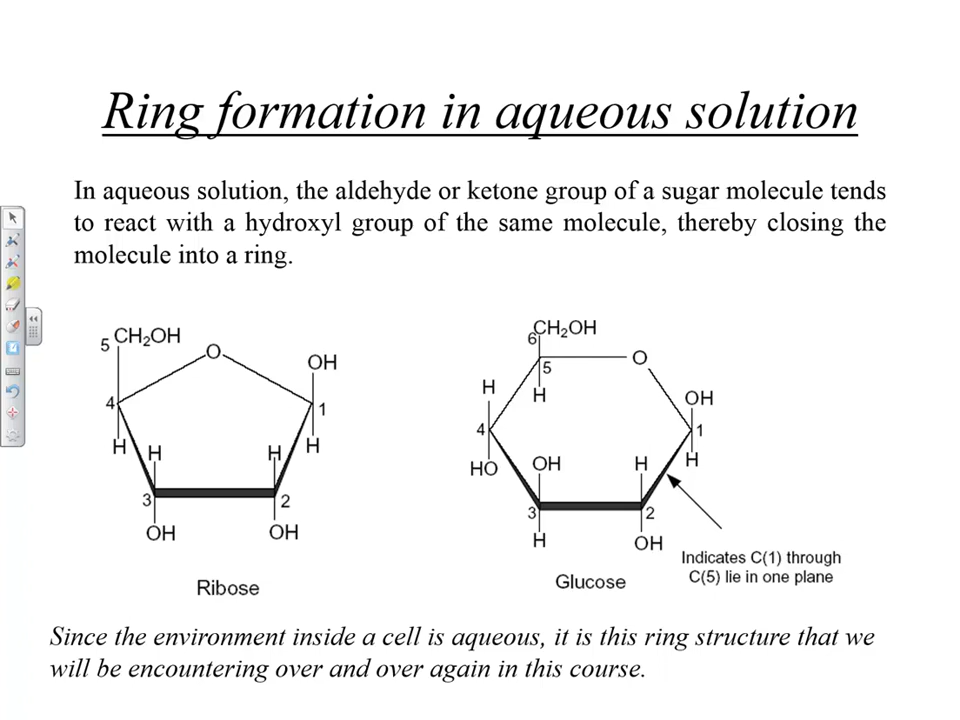 Ring formation in aqueous solution
In aqueous solution, the aldehyde or ketone group of a sugar molecule tends
to react with a hydroxyl group of the same molecule, thereby closing the
molecule into a ring.
5 CH₂OH
O
OH
4
1
H H H H
3 2
OH OH
Ribose
6 CH₂OH
5 O
H H OH
4 1
HO OH H H
3 2
H OH
Glucose
Indicates C(1) through
C(5) lie in one plane
Since the environment inside a cell is aqueous, it is this ring structure that we
will be encountering over and over again in this course.